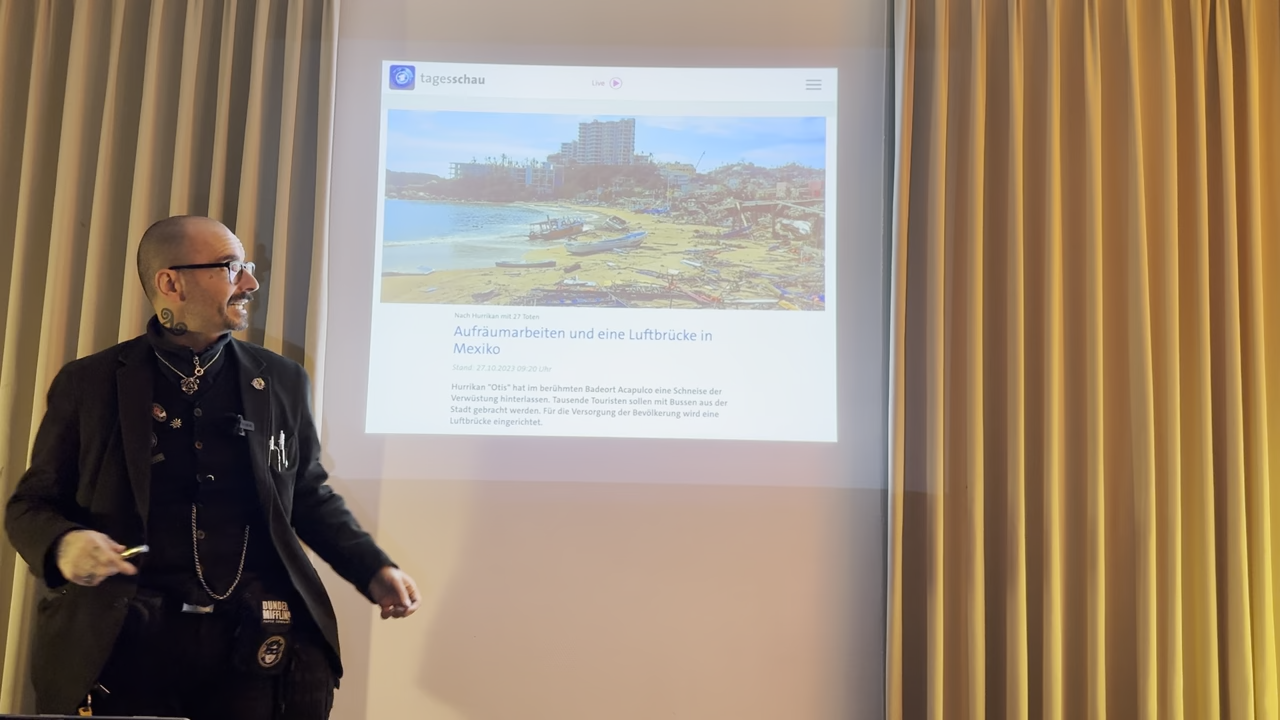 tagesschau
Live
Nach Hurrikan mit 27 Toten
Aufräumarbeiten und eine Luftbrücke in
Mexiko
Stand: 27.10.2023 09:20 Uhr
Hurrikan "Otis" hat im berühmten Badeort Acapulco eine Schneise der
Verwüstung hinterlassen. Tausende Touristen sollen mit Bussen aus der
Stadt gebracht werden. Für die Versorgung der Bevölkerung wird eine
Luftbrücke eingerichtet.
DUNDER
MIFFLIN